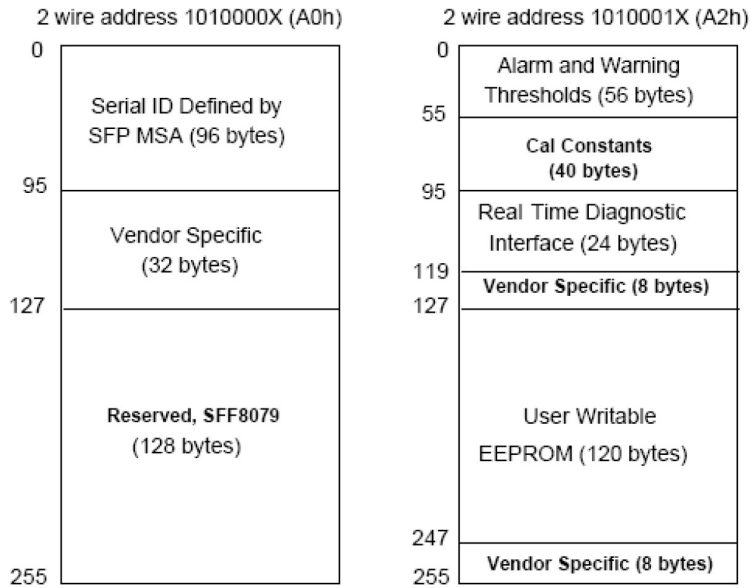 2 wire address 1010000X (A0h)
0
Serial ID Defined by
SFP MSA (96 bytes)
95
Vendor Specific
(32 bytes)
127
Reserved, SFF8079
(128 bytes)
255
2 wire address 1010001X (A2h)
0
Alarm and Warning
Thresholds (56 bytes)
55
Cal Constants
(40 bytes)
95
Real Time Diagnostic
Interface (24 bytes)
119
Vendor Specific (8 bytes)
127
User Writable
EEPROM (120 bytes)
247
Vendor Specific (8 bytes)
255